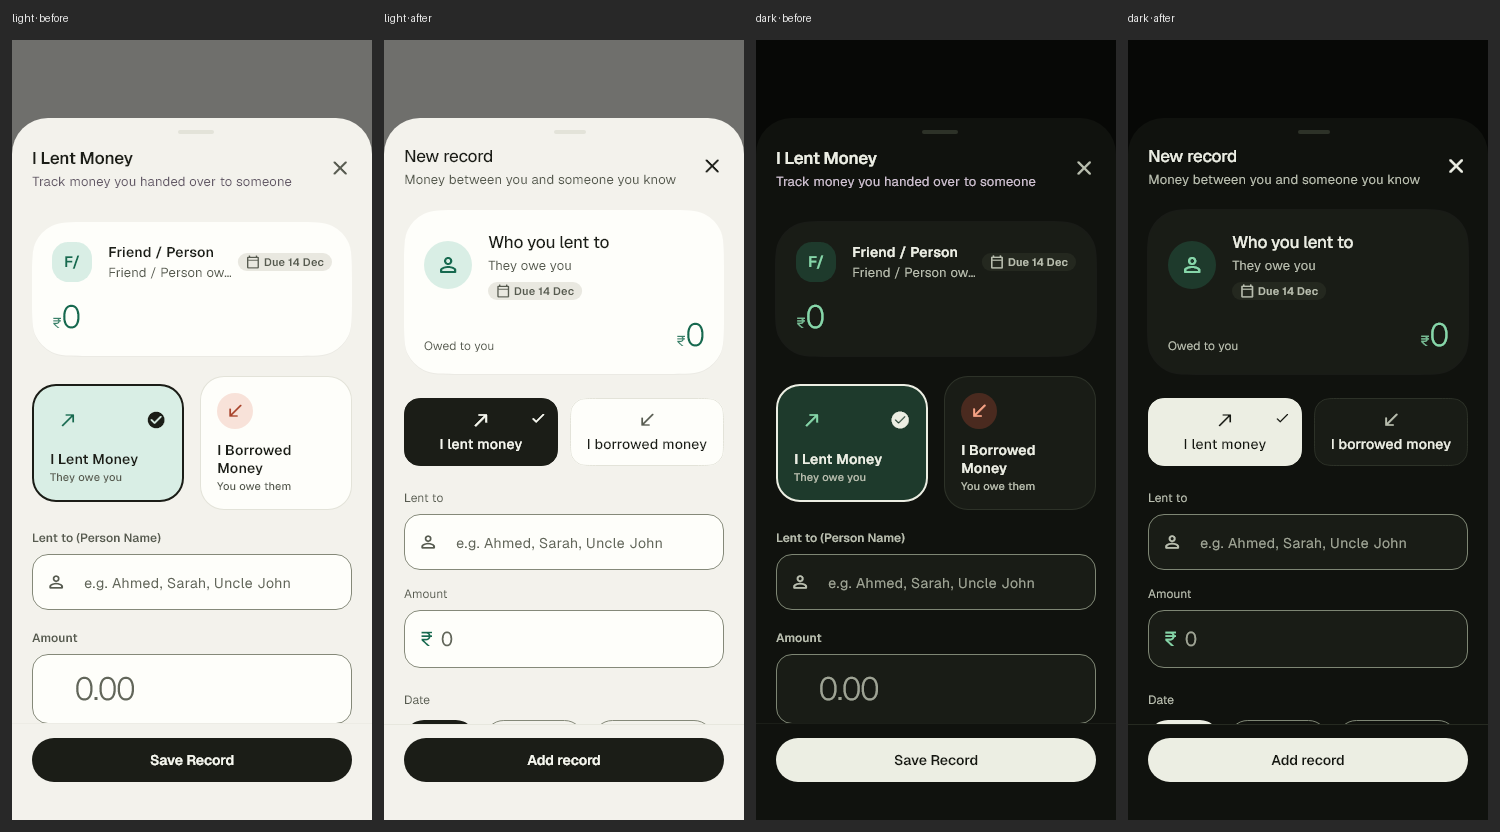 light·before
I Lent Money
Track money you handed over to someone
F/
Friend / Person
Friend / Person ow…
Due 14 Dec
₹0
I Lent Money
They owe you
I Borrowed
Money
You owe them
Lent to (Person Name)
e.g. Ahmed, Sarah, Uncle John
Amount
0.00
Save Record
light·after
New record
Money between you and someone you know
Who you lent to
They owe you
Due 14 Dec
Owed to you
₹0
I lent money
I borrowed money
Lent to
e.g. Ahmed, Sarah, Uncle John
Amount
₹ 0
Date
Add record
dark·before
I Lent Money
Track money you handed over to someone
F/
Friend / Person
Friend / Person ow…
Due 14 Dec
₹0
I Lent Money
They owe you
I Borrowed
Money
You owe them
Lent to (Person Name)
e.g. Ahmed, Sarah, Uncle John
Amount
0.00
Save Record
dark·after
New record
Money between you and someone you know
Who you lent to
They owe you
Due 14 Dec
Owed to you
₹0
I lent money
I borrowed money
Lent to
e.g. Ahmed, Sarah, Uncle John
Amount
₹ 0
Date
Add record